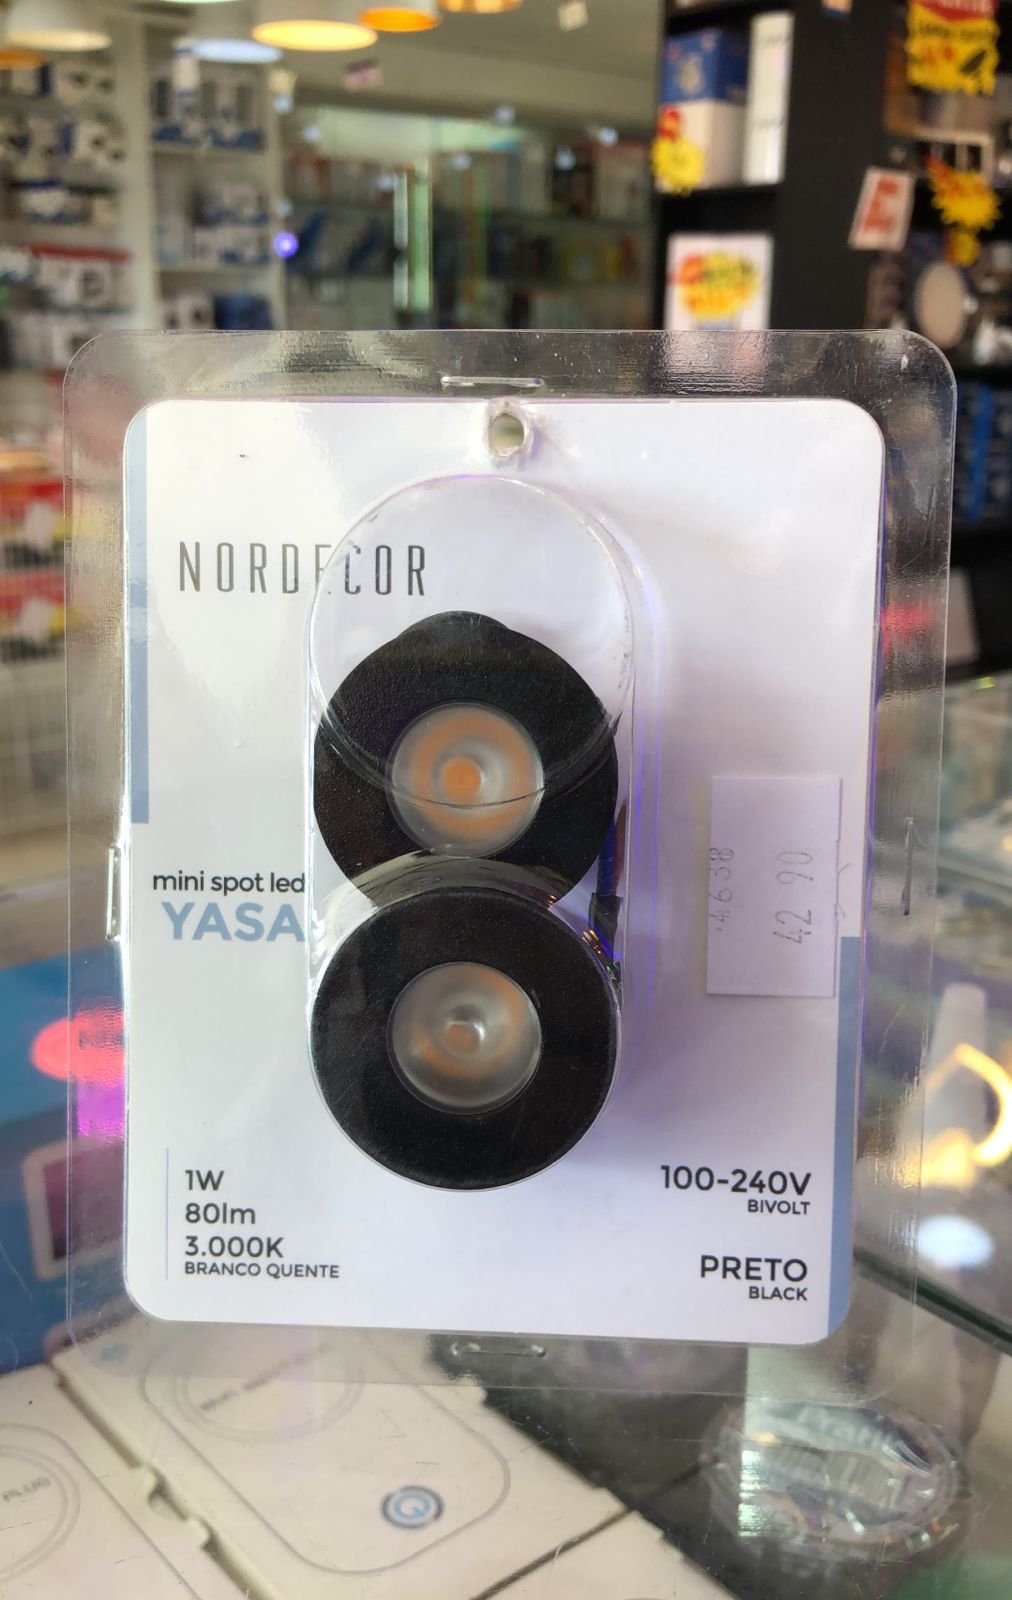 NORDECOR
mini spot led
YASA
4638
42 90
1W
80lm
3.000K
BRANCO QUENTE
100-240V
BIVOLT
PRETO
BLACK
PLUG